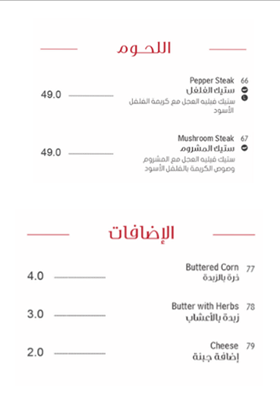 اللحـوم
Pepper Steak 66
ستيك الفلفل
49.0
ستيك فيليه العجل مع كريمة الفلفل
الأسود
Mushroom Steak 67
ستيك المشروم
49.0
ستيك فيليه العجل مع المشروم
وصوص الكريمة بالفلفل الأسود
الإضافات
Buttered Corn 77
4.0
ذرة بالزبدة
Butter with Herbs 78
3.0
زبدة بالأعشاب
Cheese 79
2.0
إضافة جبنة